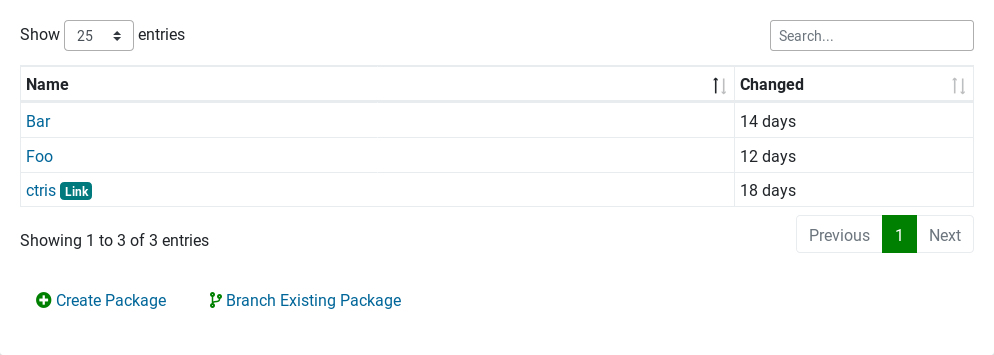 Show 25 entries Search...
Name Changed
Bar 14 days
Foo 12 days
ctris Link 18 days
Showing 1 to 3 of 3 entries Previous 1 Next
Create Package Branch Existing Package